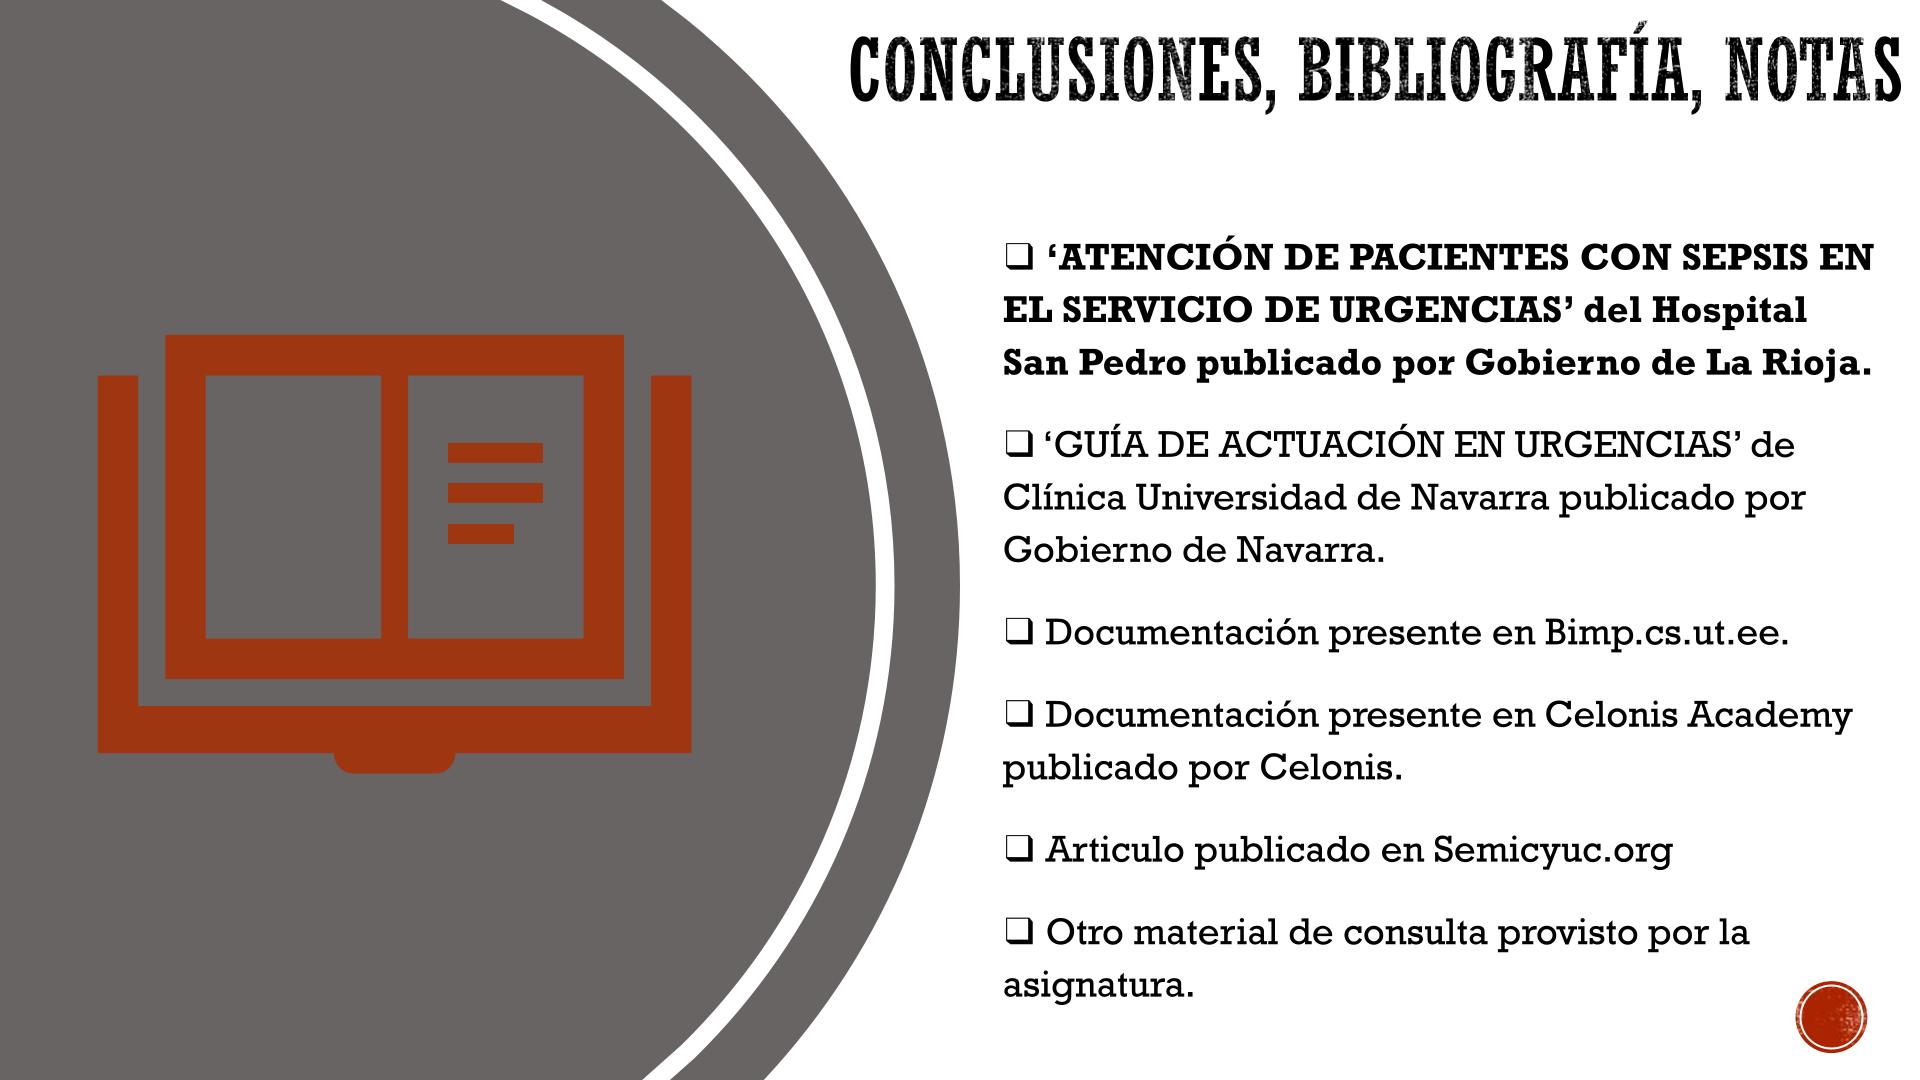 CONCLUSIONES, BIBLIOGRAFÍA, NOTAS
❑ ‘ATENCIÓN DE PACIENTES CON SEPSIS EN
EL SERVICIO DE URGENCIAS’ del Hospital
San Pedro publicado por Gobierno de La Rioja.
❑ ‘GUÍA DE ACTUACIÓN EN URGENCIAS’ de
Clínica Universidad de Navarra publicado por
Gobierno de Navarra.
❑ Documentación presente en Bimp.cs.ut.ee.
❑ Documentación presente en Celonis Academy
publicado por Celonis.
❑ Articulo publicado en Semicyuc.org
❑ Otro material de consulta provisto por la
asignatura.